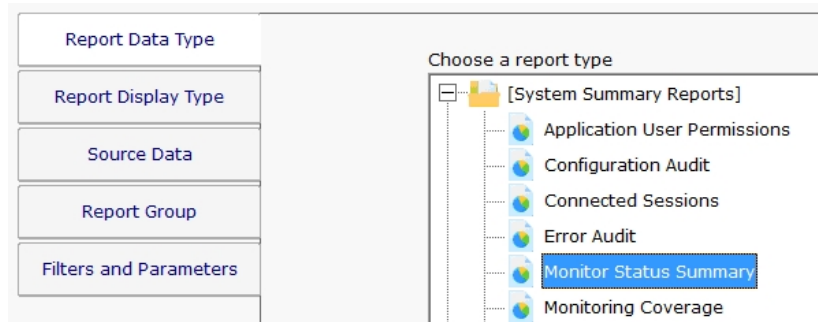 Report Data Type
Report Display Type
Source Data
Report Group
Filters and Parameters
Choose a report type
[System Summary Reports]
Application User Permissions
Configuration Audit
Connected Sessions
Error Audit
Monitor Status Summary
Monitoring Coverage